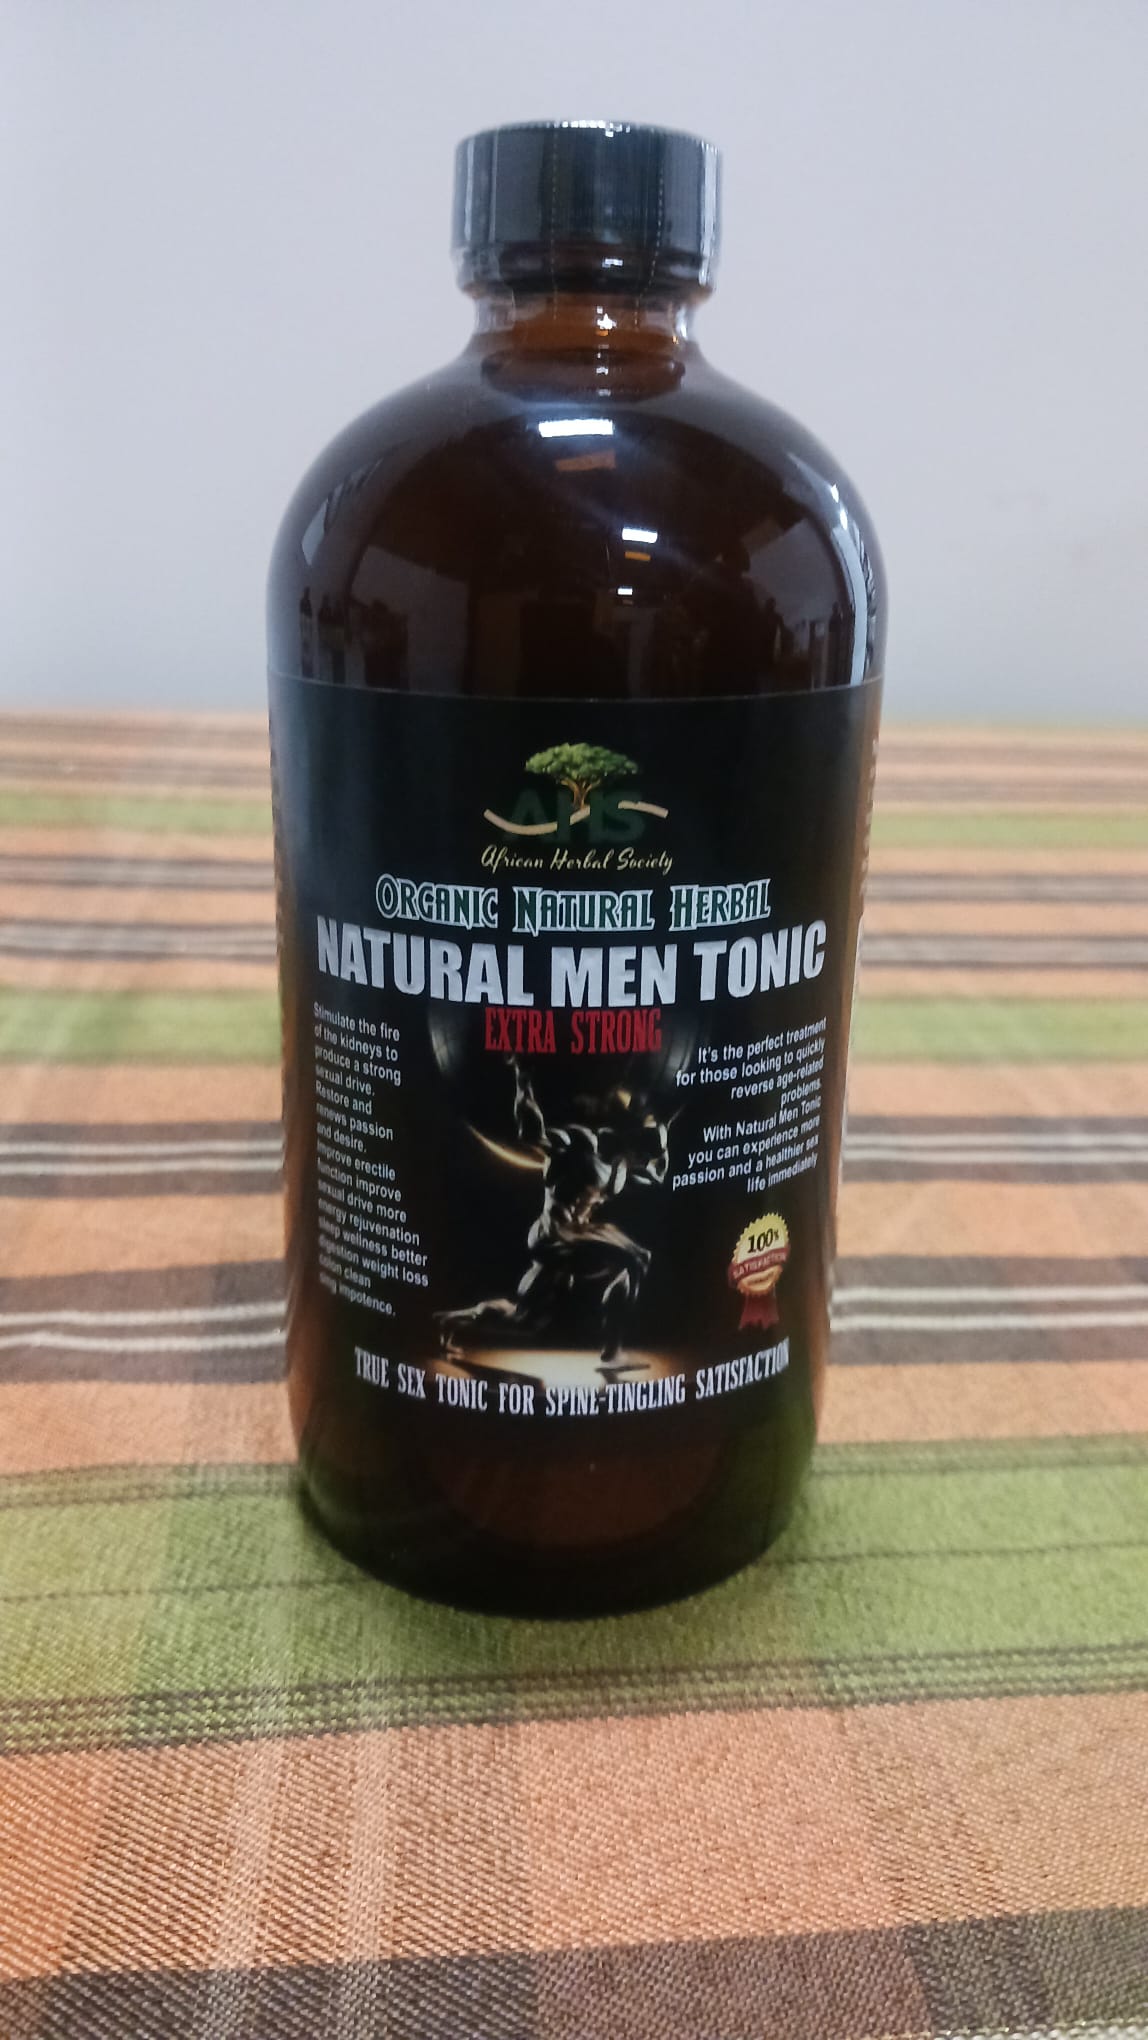 AHS
African Herbal Society
ORGANIC NATURAL HERBAL
NATURAL MEN TONIC
EXTRA STRONG
Stimulate the fire
of the kidneys to
produce a strong
sexual drive.
Restore and
renews passion
and desire.
improve erectile
function improve
sexual drive more
energy rejuvenation
sleep wellness better
digestion weight loss
colon clean
impotence.
It's the perfect treatment
for those looking to quickly
reverse age-related
problems.
With Natural Men Tonic
you can experience more
passion and a healthier sex
life immediately
100%
SATISFACTION
TRUE SEX TONIC FOR SPINE-TINGLING SATISFACTION